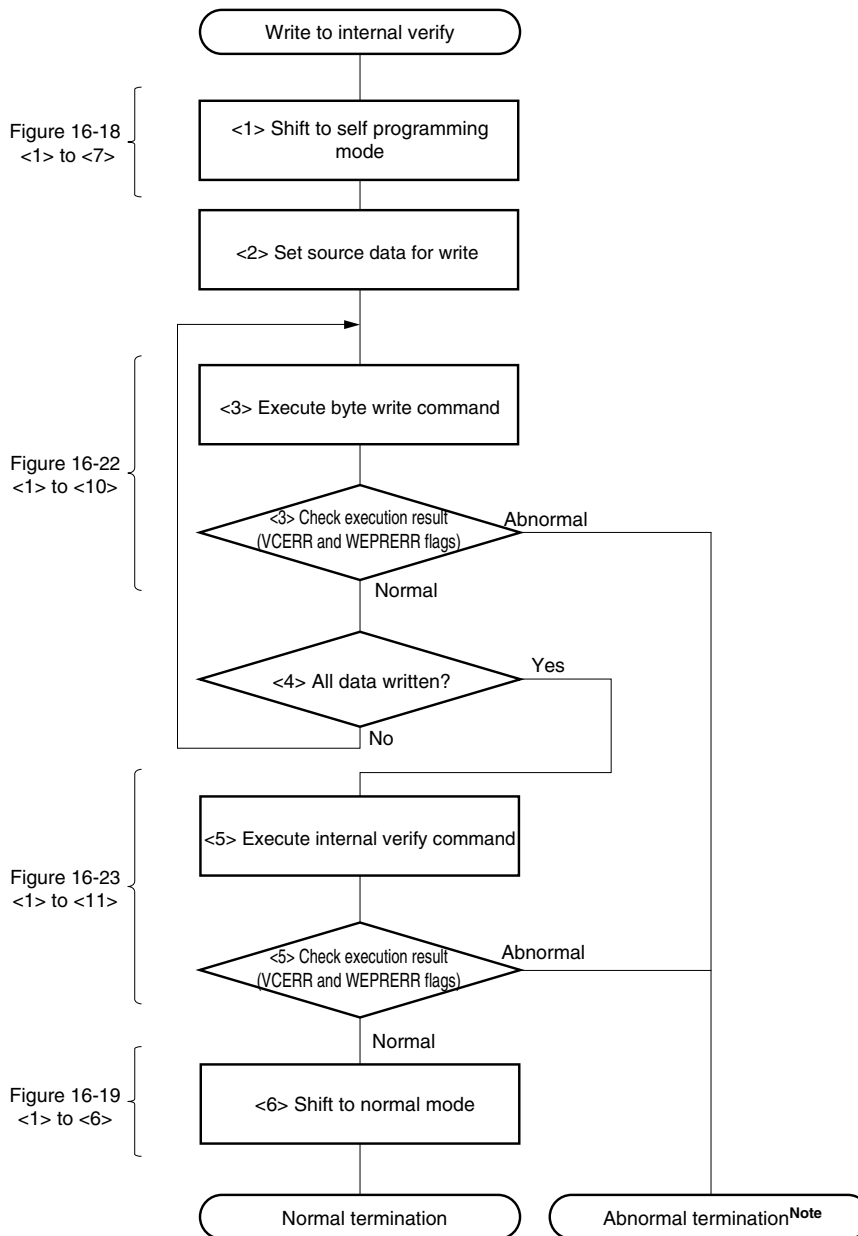 Write to internal verify
Figure 16-18
<1> to <7>
<1> Shift to self programming
mode
<2> Set source data for write
<3> Execute byte write command
Figure 16-22
<1> to <10>
<3> Check execution result
(VCERR and WEPRERR flags)
Abnormal
Normal
<4> All data written?
Yes
No
<5> Execute internal verify command
Figure 16-23
<1> to <11>
<5> Check execution result
(VCERR and WEPRERR flags)
Abnormal
Normal
Figure 16-19
<1> to <6>
<6> Shift to normal mode
Normal termination
Abnormal termination Note